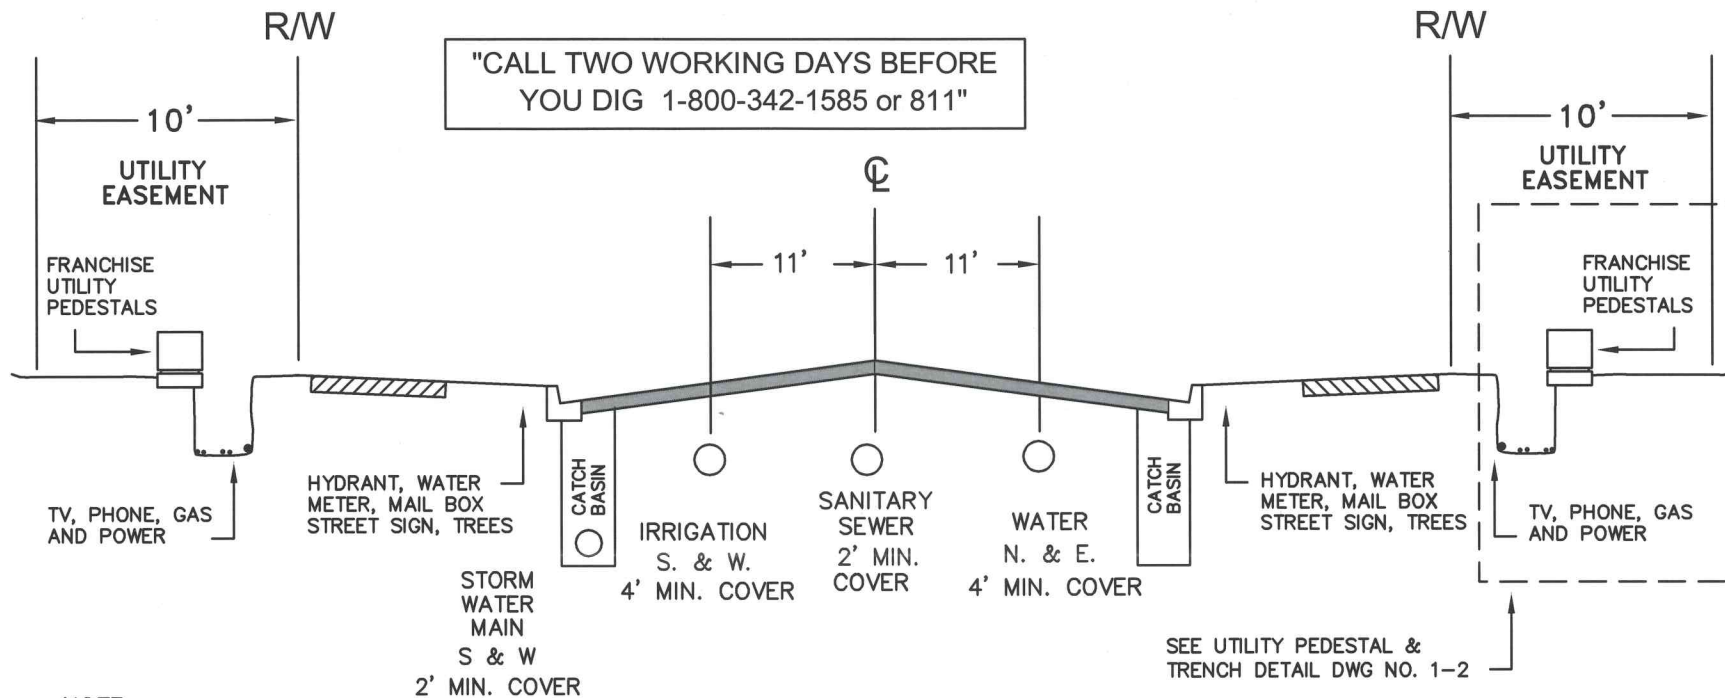 R/W
R/W
"CALL TWO WORKING DAYS BEFORE
YOU DIG 1-800-342-1585 or 811"
10'
UTILITY
EASEMENT
10'
UTILITY
EASEMENT
℄
11'
11'
FRANCHISE
UTILITY
PEDESTALS
FRANCHISE
UTILITY
PEDESTALS
TV, PHONE, GAS
AND POWER
HYDRANT, WATER
METER, MAIL BOX
STREET SIGN, TREES
CATCH
BASIN
STORM
WATER
MAIN
S & W
2' MIN. COVER
IRRIGATION
S. & W.
4' MIN. COVER
SANITARY
SEWER
2' MIN.
COVER
WATER
N. & E.
4' MIN. COVER
CATCH
BASIN
HYDRANT, WATER
METER, MAIL BOX
STREET SIGN, TREES
TV, PHONE, GAS
AND POWER
SEE UTILITY PEDESTAL &
TRENCH DETAIL DWG NO. 1-2